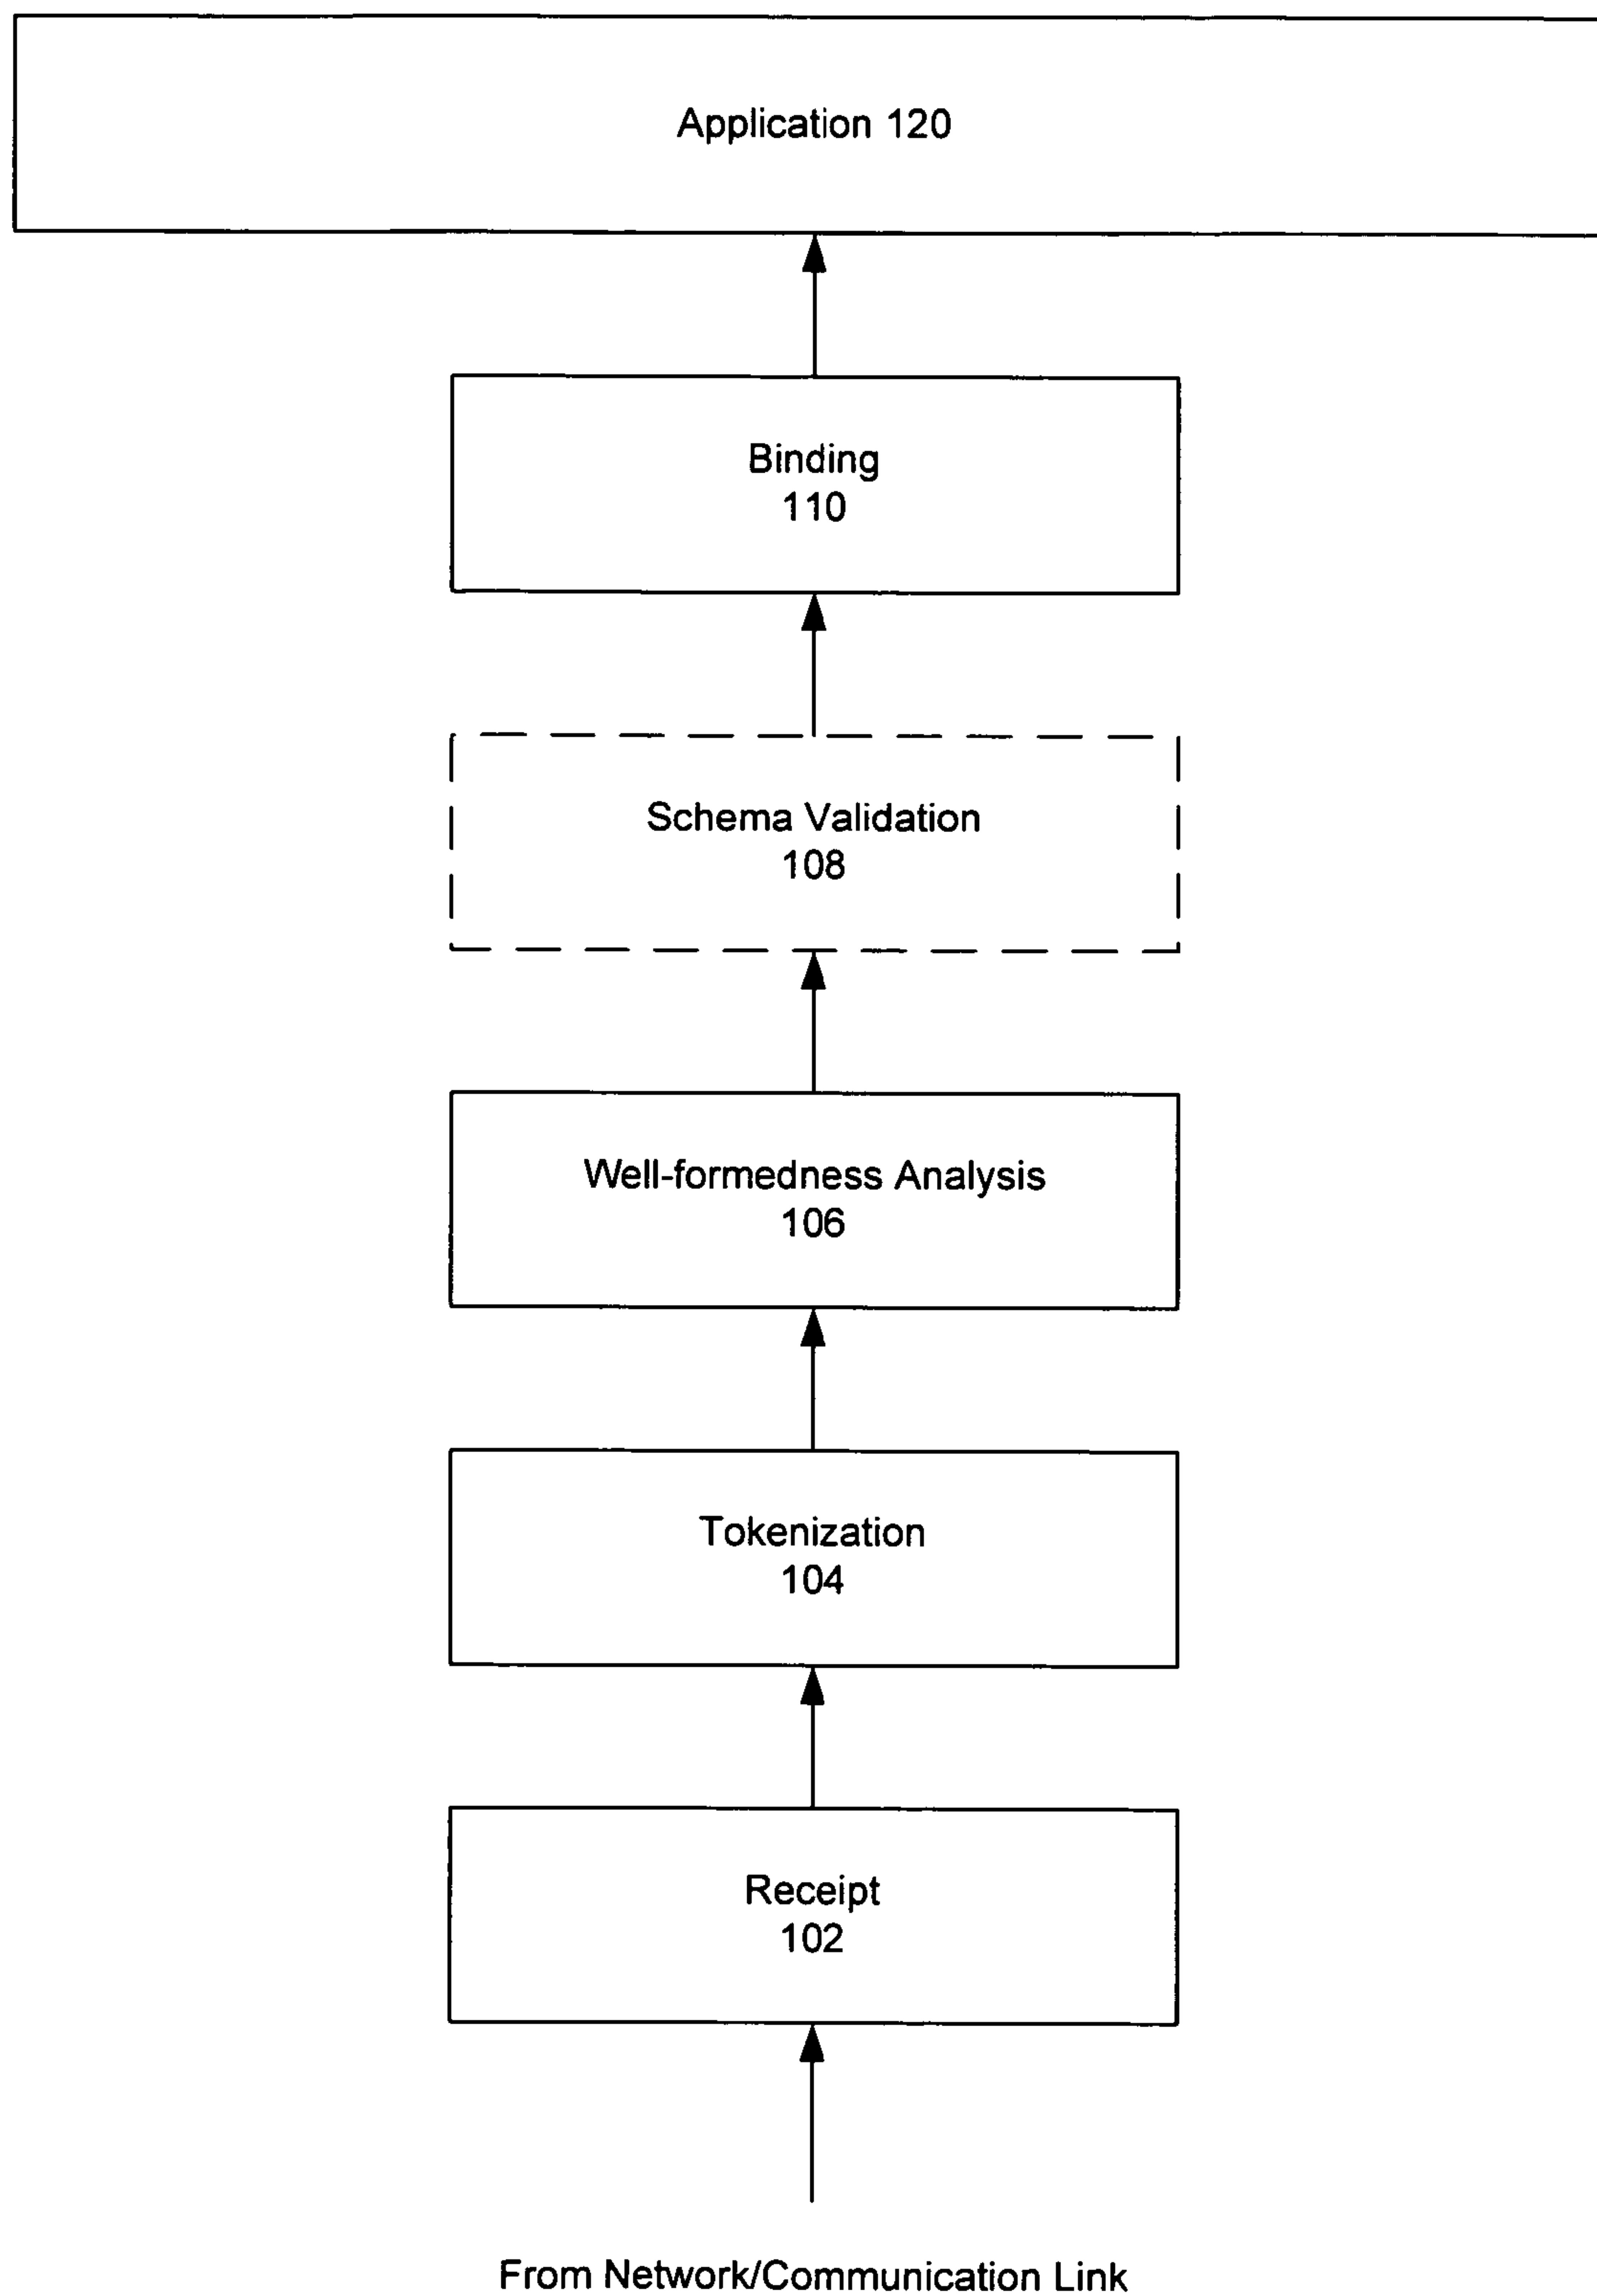 Application 120
Binding
110
Schema Validation
108
Well-formedness Analysis
106
Tokenization
104
Receipt
102
From Network/Communication Link